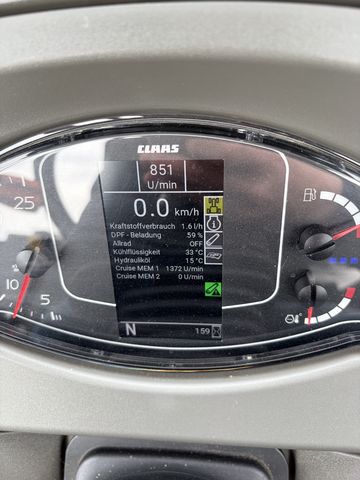 CLAAS
851
U/min
0.0 km/h
Kraftstoffverbrauch 1.6 l/h
DPF - Beladung 59 %
Allrad OFF
Kühlflüssigkeit 33 °C
Hydrauliköl 15 °C
Cruise MEM 1 1372 U/min
Cruise MEM 2 0 U/min
25
10
5
N
159